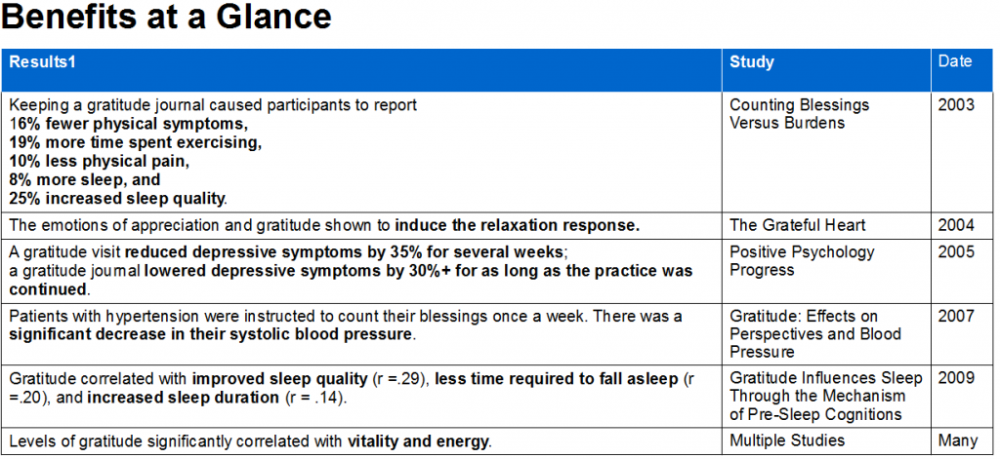 Benefits at a Glance
Results1 Study Date
Keeping a gratitude journal caused participants to report
16% fewer physical symptoms,
19% more time spent exercising,
10% less physical pain,
8% more sleep, and
25% increased sleep quality.
Counting Blessings
Versus Burdens
2003
The emotions of appreciation and gratitude shown to induce the relaxation response.
The Grateful Heart
2004
A gratitude visit reduced depressive symptoms by 35% for several weeks;
a gratitude journal lowered depressive symptoms by 30%+ for as long as the practice was
continued.
Positive Psychology
Progress
2005
Patients with hypertension were instructed to count their blessings once a week. There was a
significant decrease in their systolic blood pressure.
Gratitude: Effects on
Perspectives and Blood
Pressure
2007
Gratitude correlated with improved sleep quality (r =.29), less time required to fall asleep (r
=.20), and increased sleep duration (r = .14).
Gratitude Influences Sleep
Through the Mechanism
of Pre-Sleep Cognitions
2009
Levels of gratitude significantly correlated with vitality and energy.
Multiple Studies
Many